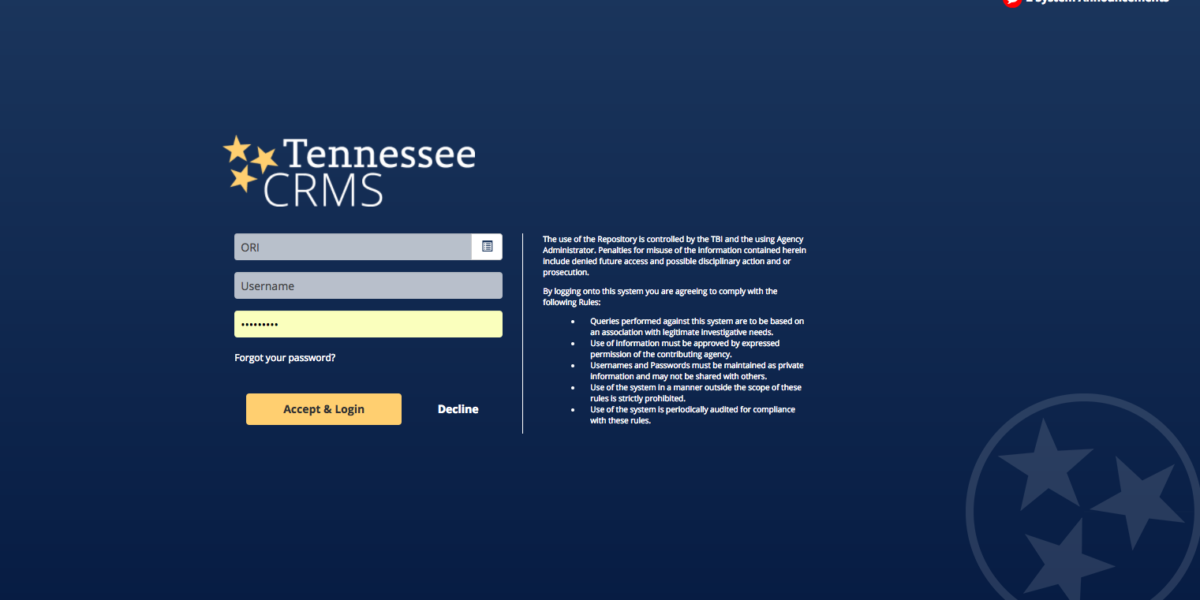 System Announcements
Tennessee
CRMS
ORI
Username
•••••••••
Forgot your password?
Accept & Login
Decline
The use of the Repository is controlled by the TBI and the using Agency
Administrator. Penalties for misuse of the information contained herein
include denied future access and possible disciplinary action and or
prosecution.
By logging onto this system you are agreeing to comply with the
following Rules:
• Queries performed against this system are to be based on
an association with legitimate investigative needs.
• Use of information must be approved by expressed
permission of the contributing agency.
• Usernames and Passwords must be maintained as private
information and may not be shared with others.
• Use of the system in a manner outside the scope of these
rules is strictly prohibited.
• Use of the system is periodically audited for compliance
with these rules.